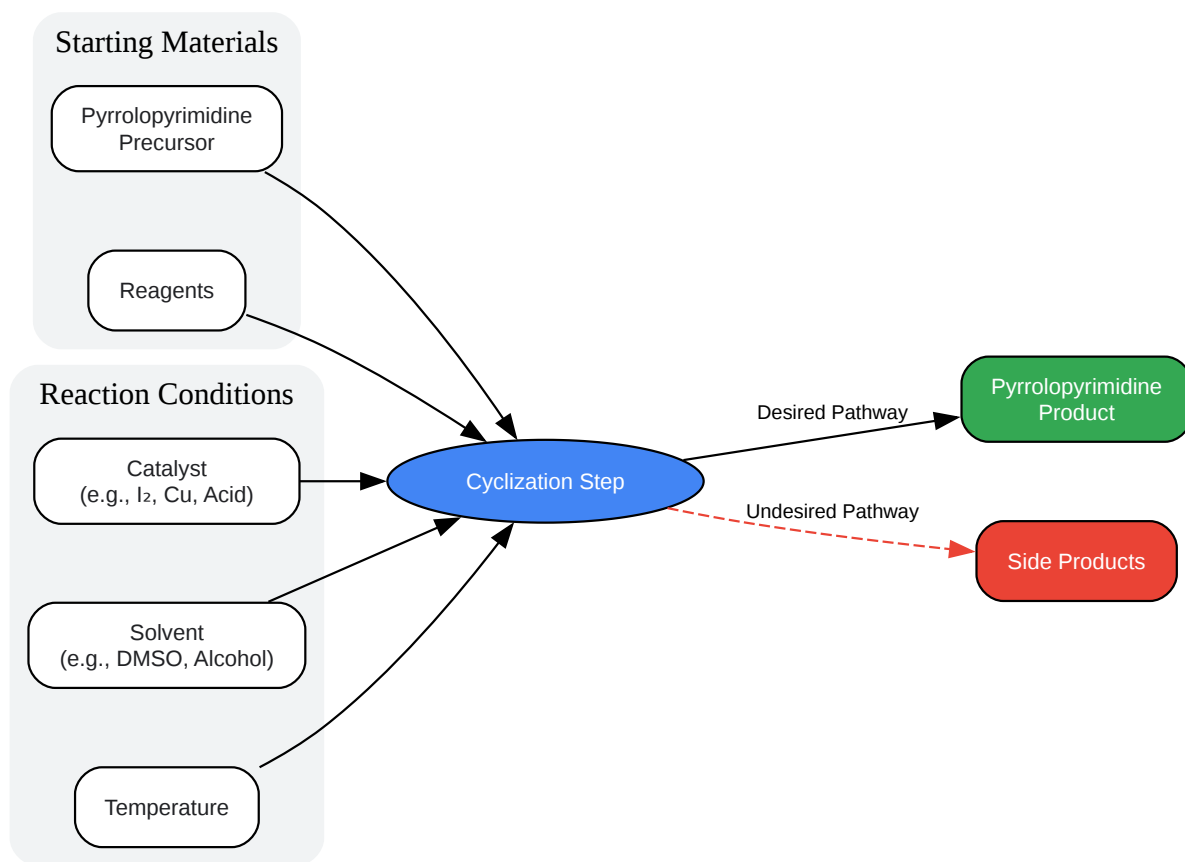 Starting Materials
Pyrrolopyrimidine
Precursor
Reagents
Reaction Conditions
Catalyst
(e.g., I₂, Cu, Acid)
Solvent
(e.g., DMSO, Alcohol)
Temperature
Cyclization Step
Desired Pathway
Undesired Pathway
Pyrrolopyrimidine
Product
Side Products